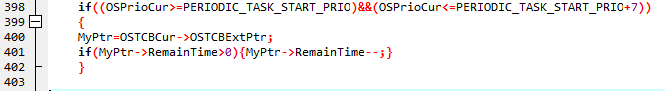 398 if((OSPrioCur>=PERIODIC_TASK_START_PRIO)&&(OSPrioCur<=PERIODIC_TASK_START_PRIO+7))
399 {
400 MyPtr=OSTCBCur->OSTCBExtPtr;
401 if(MyPtr->RemainTime>0){MyPtr->RemainTime--;}
402 }
403